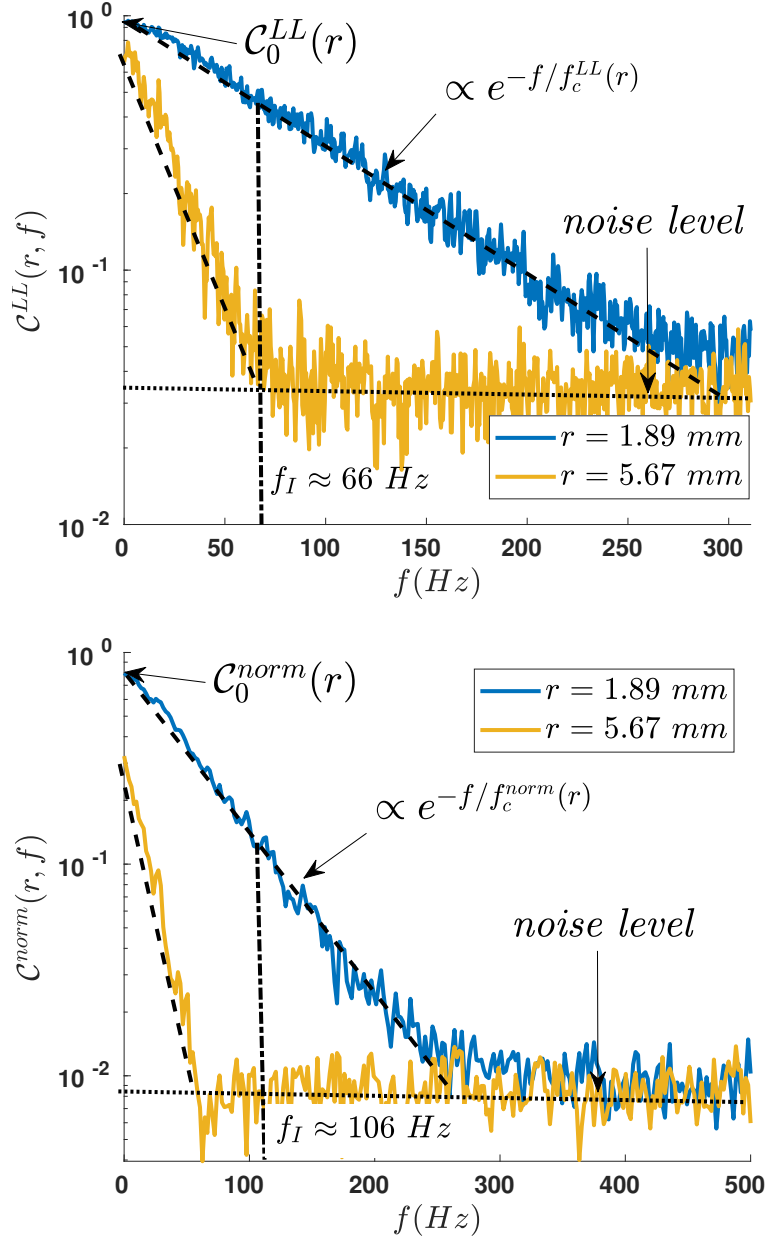 10^0
C_0^{LL}(r)
∝ e^{-f/f_c^{LL}(r)}
noise level
10^{-1}
C^{LL}(r, f)
r = 1.89 mm
r = 5.67 mm
f_I ≈ 66 Hz
10^{-2}
0 50 100 150 200 250 300
f(Hz)
10^0
C_0^{norm}(r)
r = 1.89 mm
r = 5.67 mm
∝ e^{-f/f_c^{norm}(r)}
10^{-1}
C^{norm}(r, f)
noise level
10^{-2}
f_I ≈ 106 Hz
0 100 200 300 400 500
f(Hz)